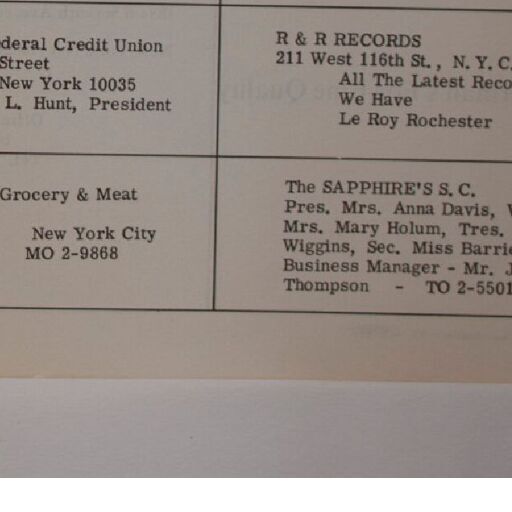 deral Credit Union
Street
New York 10035
L. Hunt, President
R & R RECORDS
211 West 116th St., N. Y. C.
All The Latest Reco
We Have
Le Roy Rochester
Grocery & Meat
New York City
MO 2-9868
The SAPPHIRE'S S. C.
Pres. Mrs. Anna Davis,
Mrs. Mary Holum, Tres.
Wiggins, Sec. Miss Barrie
Business Manager - Mr. J
Thompson - TO 2-5501